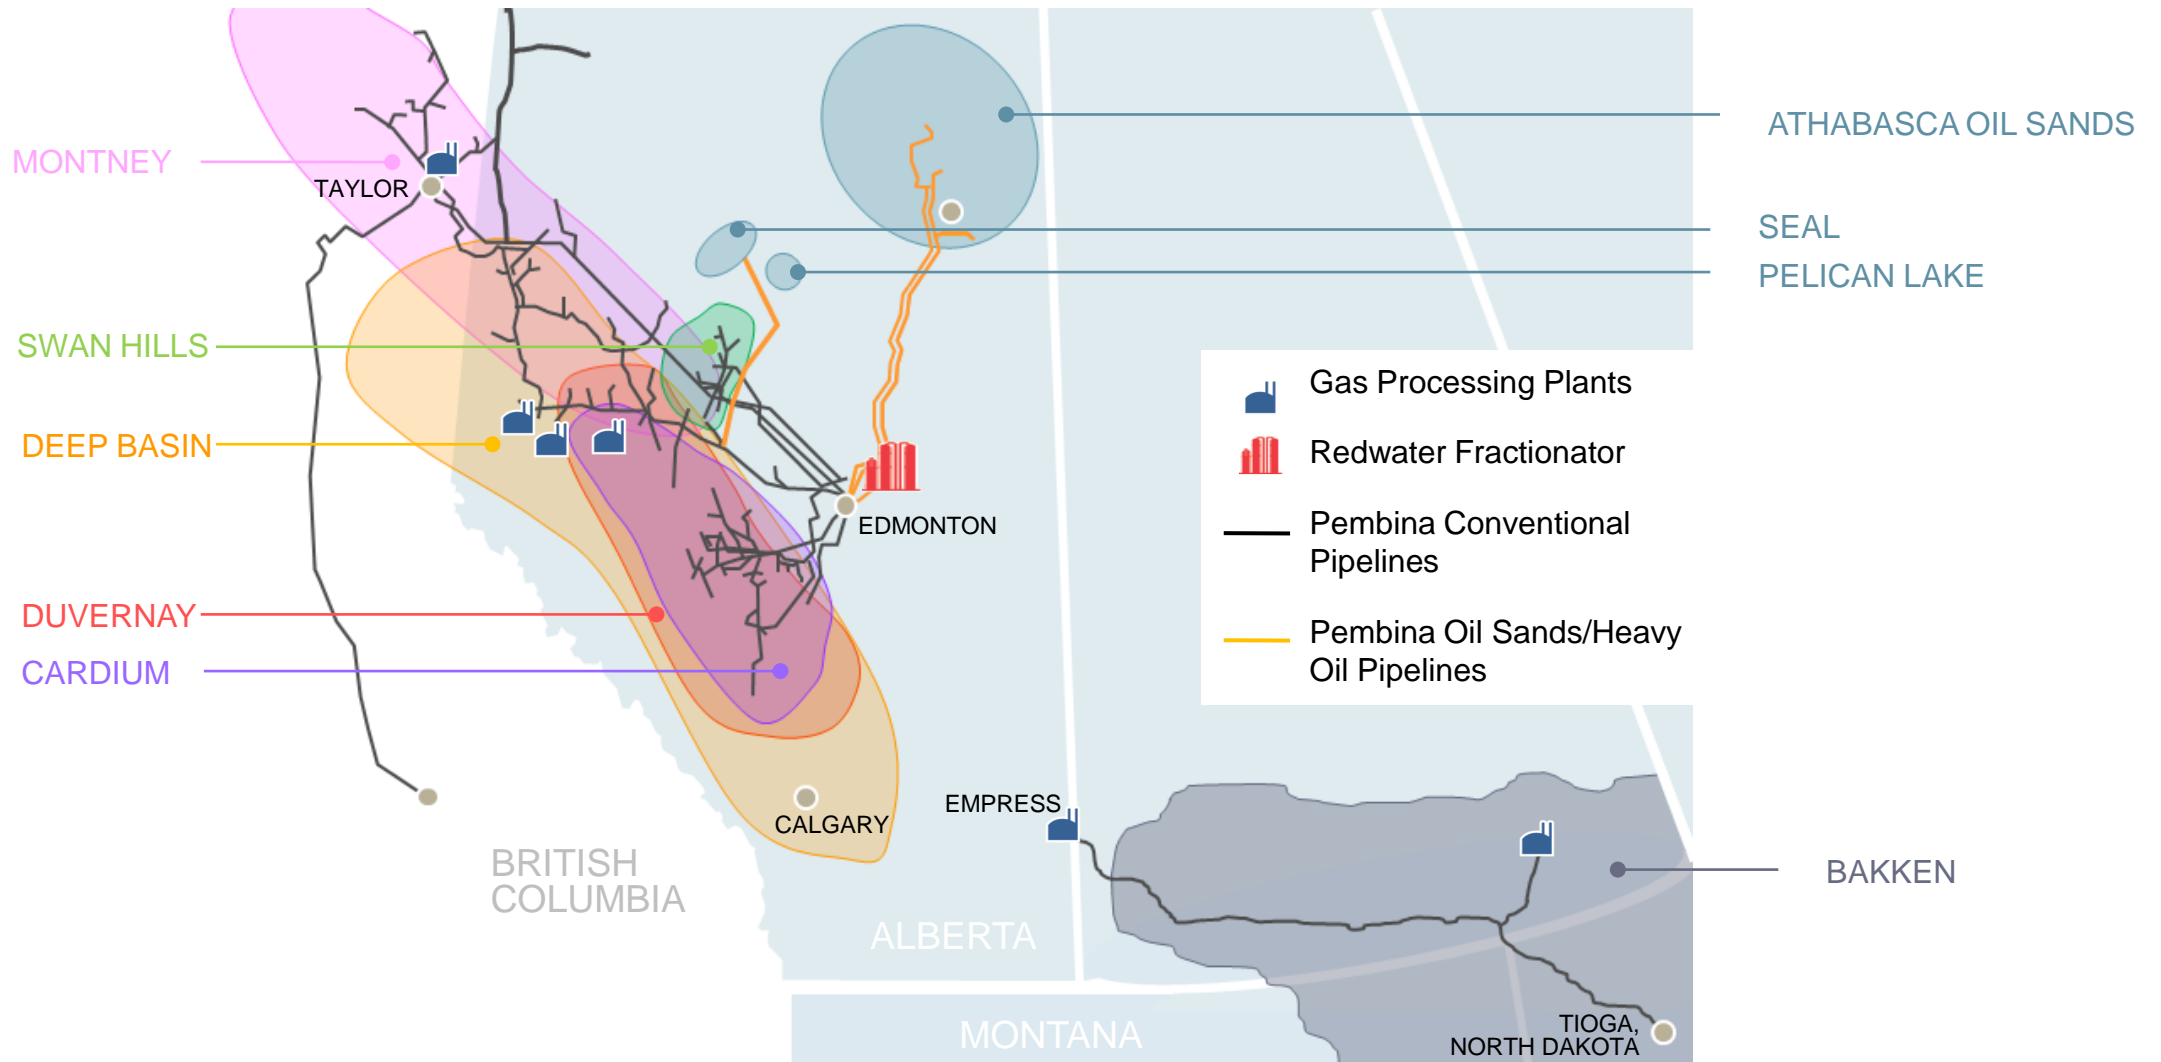 MONTNEY
TAYLOR
SWAN HILLS
DEEP BASIN
DUVERNAY
CARDIUM
EDMONTON
CALGARY
EMPRESS
BRITISH
COLUMBIA
ALBERTA
MONTANA
TIOGA,
NORTH DAKOTA
ATHABASCA OIL SANDS
SEAL
PELICAN LAKE
Gas Processing Plants
Redwater Fractionator
Pembina Conventional
Pipelines
Pembina Oil Sands/Heavy
Oil Pipelines
BAKKEN